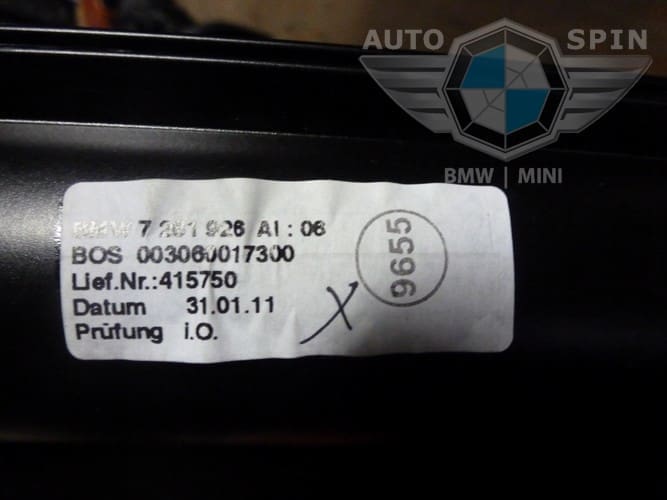 AUTO SPIN
BMW | MINI
BMW 7 261 926 AI : 06
BOS 003060017300
Lief.Nr.:415750
Datum 31.01.11
Prüfung i.O.
9655